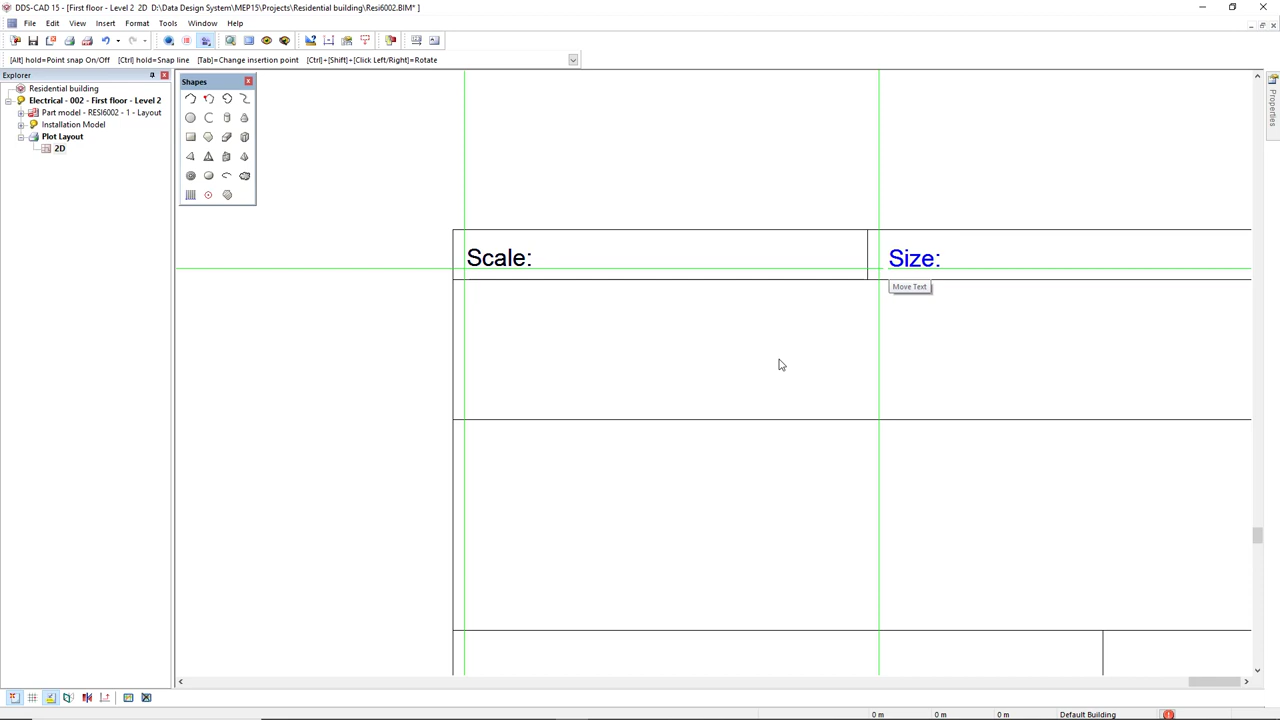 DDS-CAD 15 - [First floor - Level 2  2D  D:\Data Design System\MEP15\Projects\Residential building\Resi6002.BIM* ]
File Edit View Insert Format Tools Window Help
[Alt] hold=Point snap On/Off [Ctrl] hold=Snap line [Tab]=Change insertion point [Ctrl]+[Shift]+[Click Left/Right]=Rotate
Explorer
Residential building
Electrical - 002 - First floor - Level 2
Part model - RESI6002 - 1 - Layout
Installation Model
Plot Layout
2D
Shapes
Properties
Scale:
Size:
Move Text
0 m 0 m 0 m Default Building